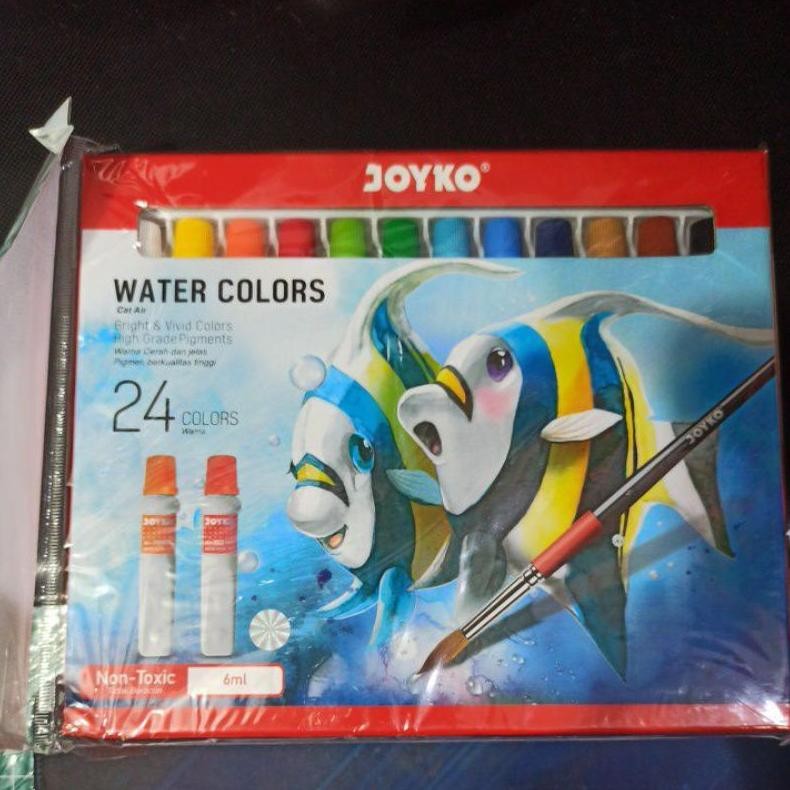 JOYKO®
WATER COLORS
Cat Air
Bright & Vivid Colors
High Grade Pigments
Warna Cerah dan jelas
Pigmen berkualitas tinggi
24 COLORS
Warna
JOYKO
JOYKO
JOYKO
Non-Toxic
6ml